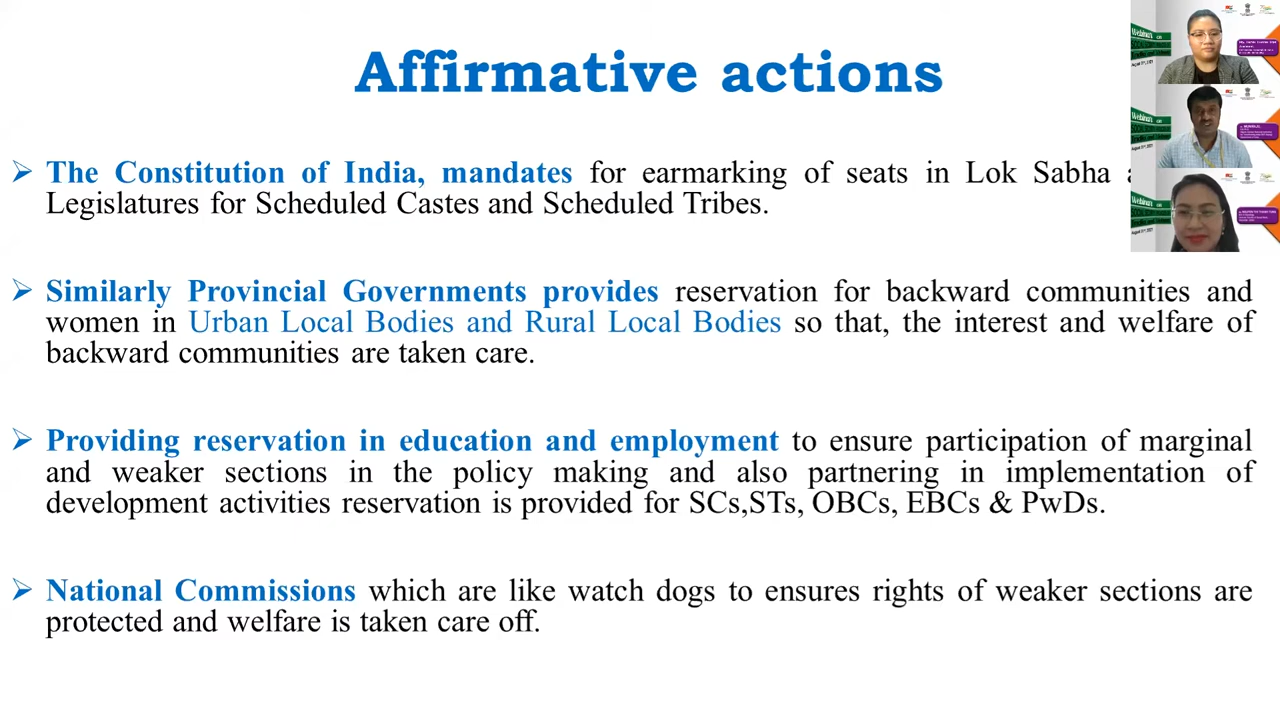 Affirmative actions
➢ The Constitution of India, mandates for earmarking of seats in Lok Sabha
Legislatures for Scheduled Castes and Scheduled Tribes.
➢ Similarly Provincial Governments provides reservation for backward communities and
women in Urban Local Bodies and Rural Local Bodies so that, the interest and welfare of
backward communities are taken care.
➢ Providing reservation in education and employment to ensure participation of marginal
and weaker sections in the policy making and also partnering in implementation of
development activities reservation is provided for SCs,STs, OBCs, EBCs & PwDs.
➢ National Commissions which are like watch dogs to ensures rights of weaker sections are
protected and welfare is taken care off.
Webinar
Webinar
Webinar